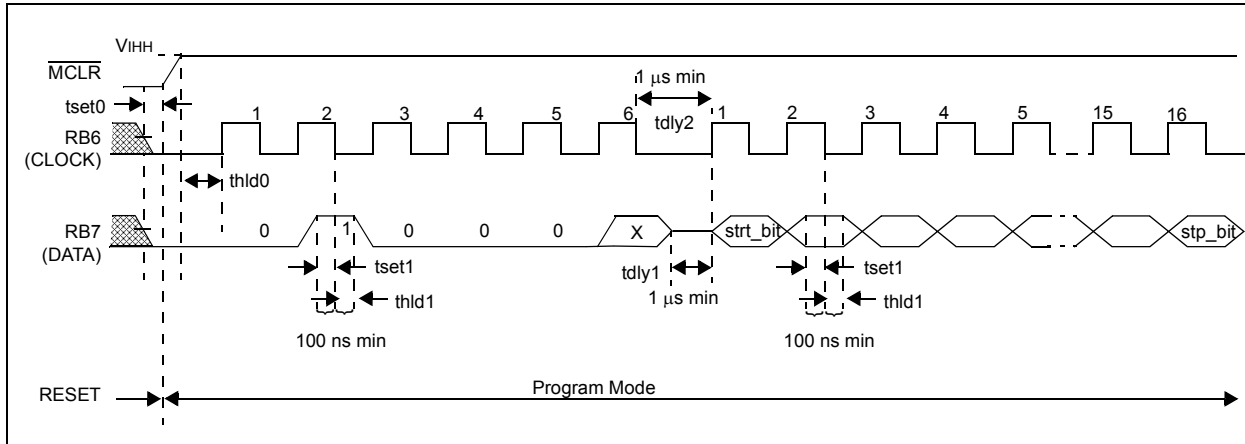 VIHH
MCLR
tset0
1 μs min
tdly2
1 2 3 4 5 6 1 2 3 4 5 15 16
RB6
(CLOCK)
thld0
RB7
(DATA)
0 1 0 0 0 X strt_bit stp_bit
tset1 tdly1 tset1
thld1 1 μs min thld1
100 ns min 100 ns min
RESET Program Mode